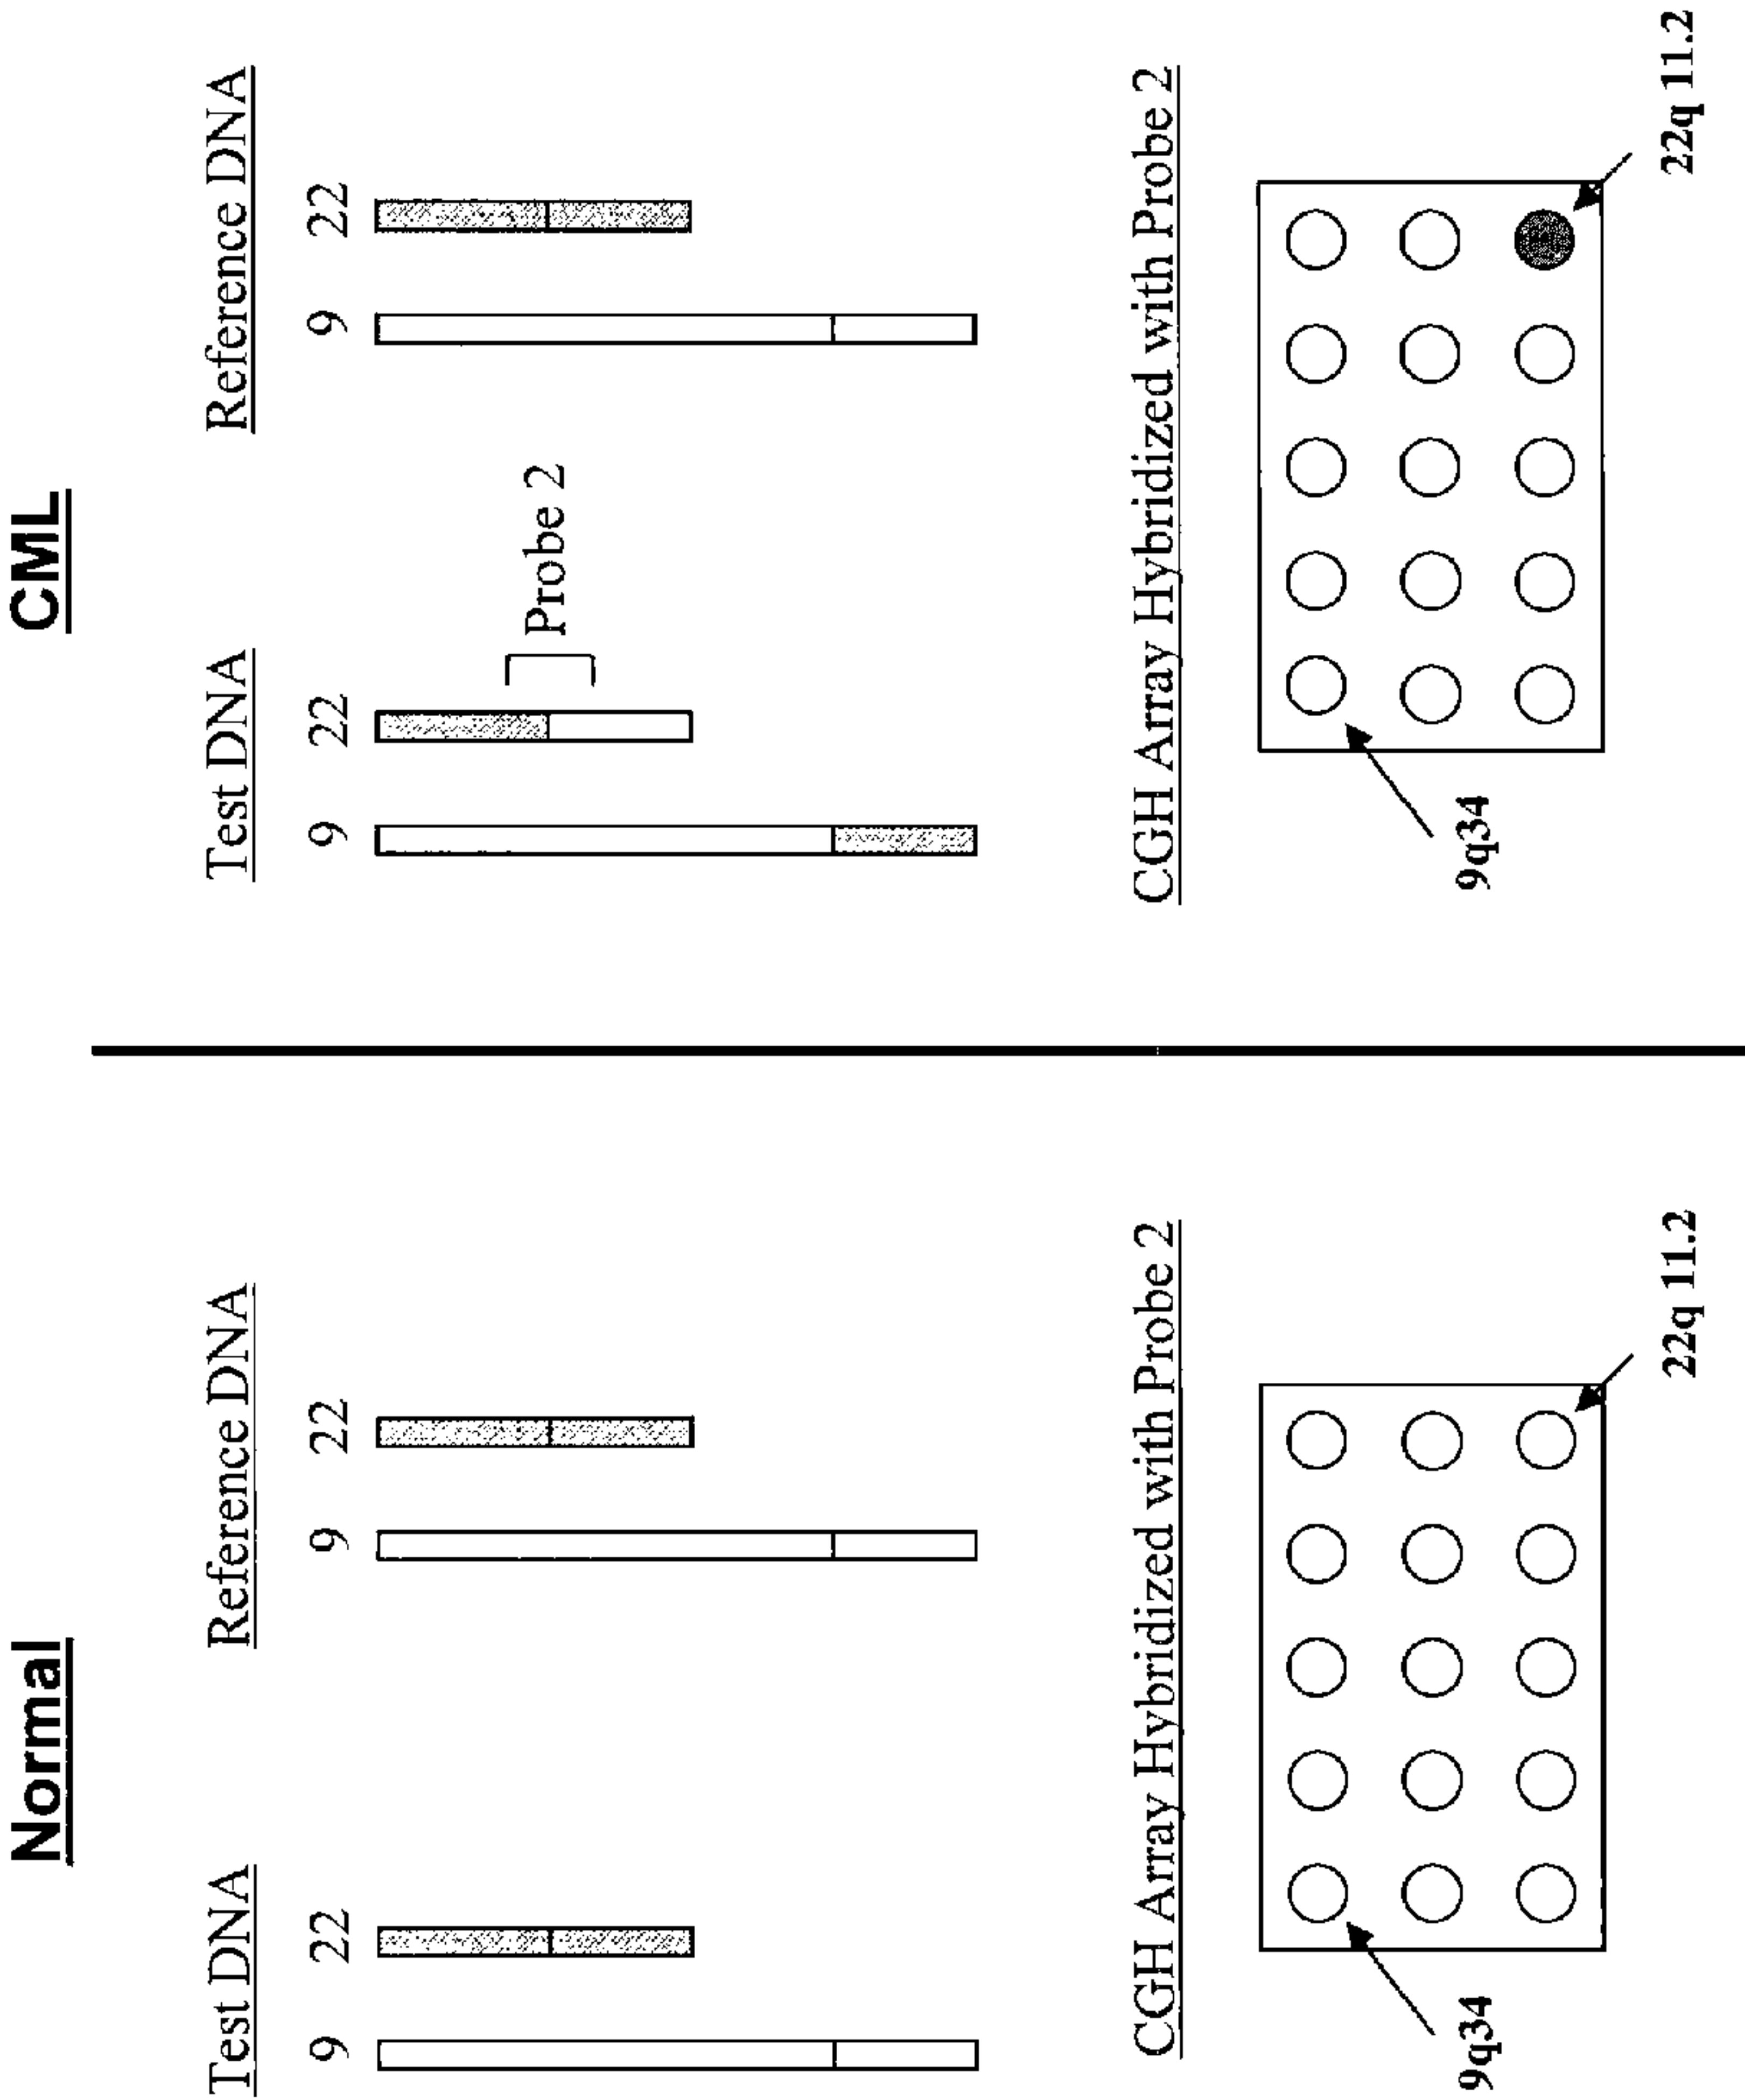 Normal
Test DNA
Reference DNA
9
22
9
22
CGH Array Hybridized with Probe 2
9q34
22q 11.2
CML
Test DNA
Reference DNA
9
22
9
22
Probe 2
CGH Array Hybridized with Probe 2
9q34
22q 11.2